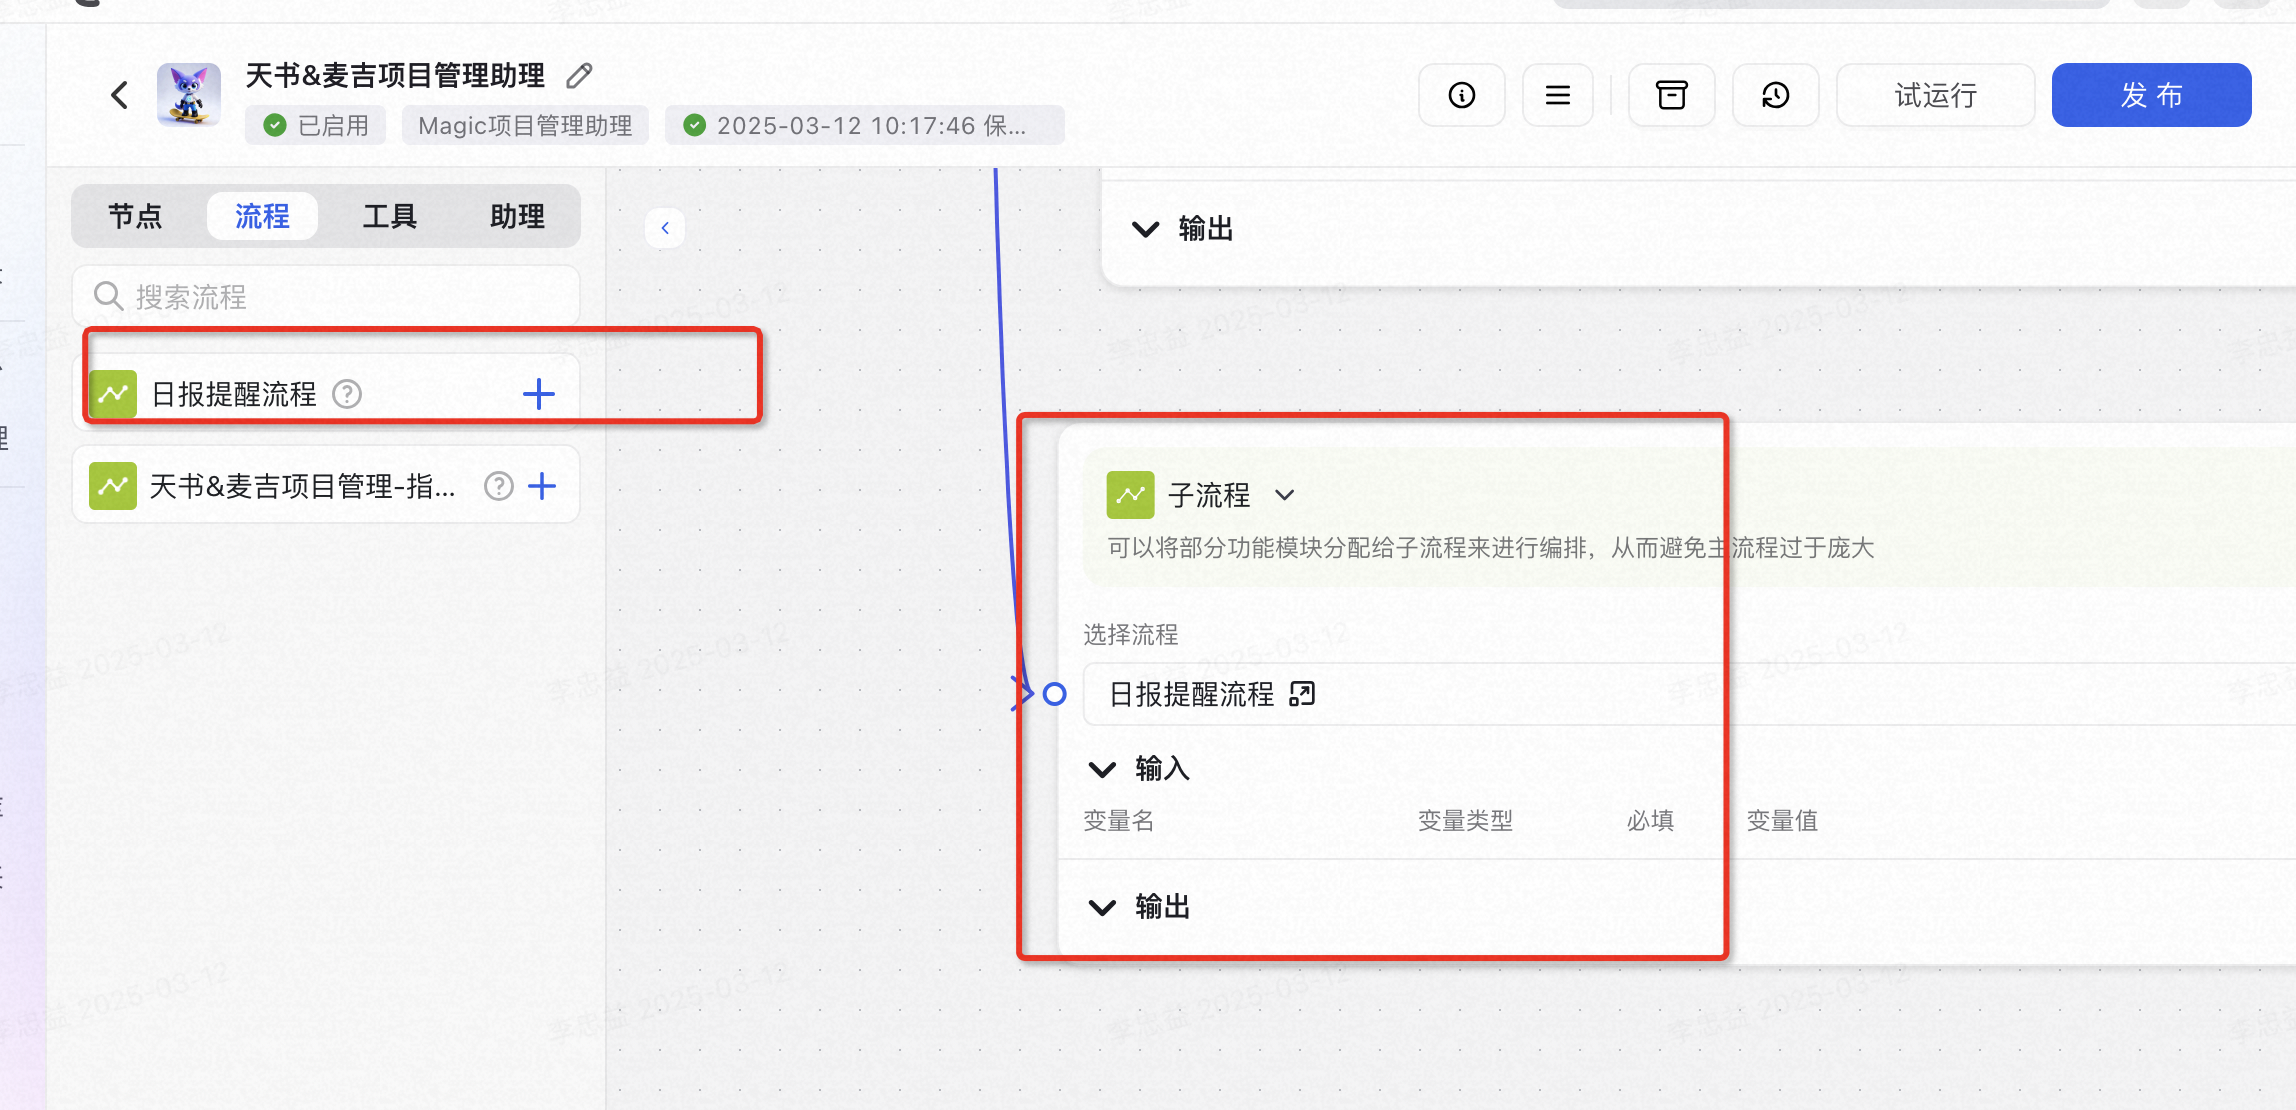 天书&麦吉项目管理助理
已启用
Magic项目管理助理
2025-03-12 10:17:46 保...
试运行
发 布
节点
流程
工具
助理
搜索流程
日报提醒流程
天书&麦吉项目管理-指...
输出
子流程
可以将部分功能模块分配给子流程来进行编排，从而避免主流程过于庞大
选择流程
日报提醒流程
输入
变量名
变量类型
必填
变量值
输出
李忠益 2025-03-12